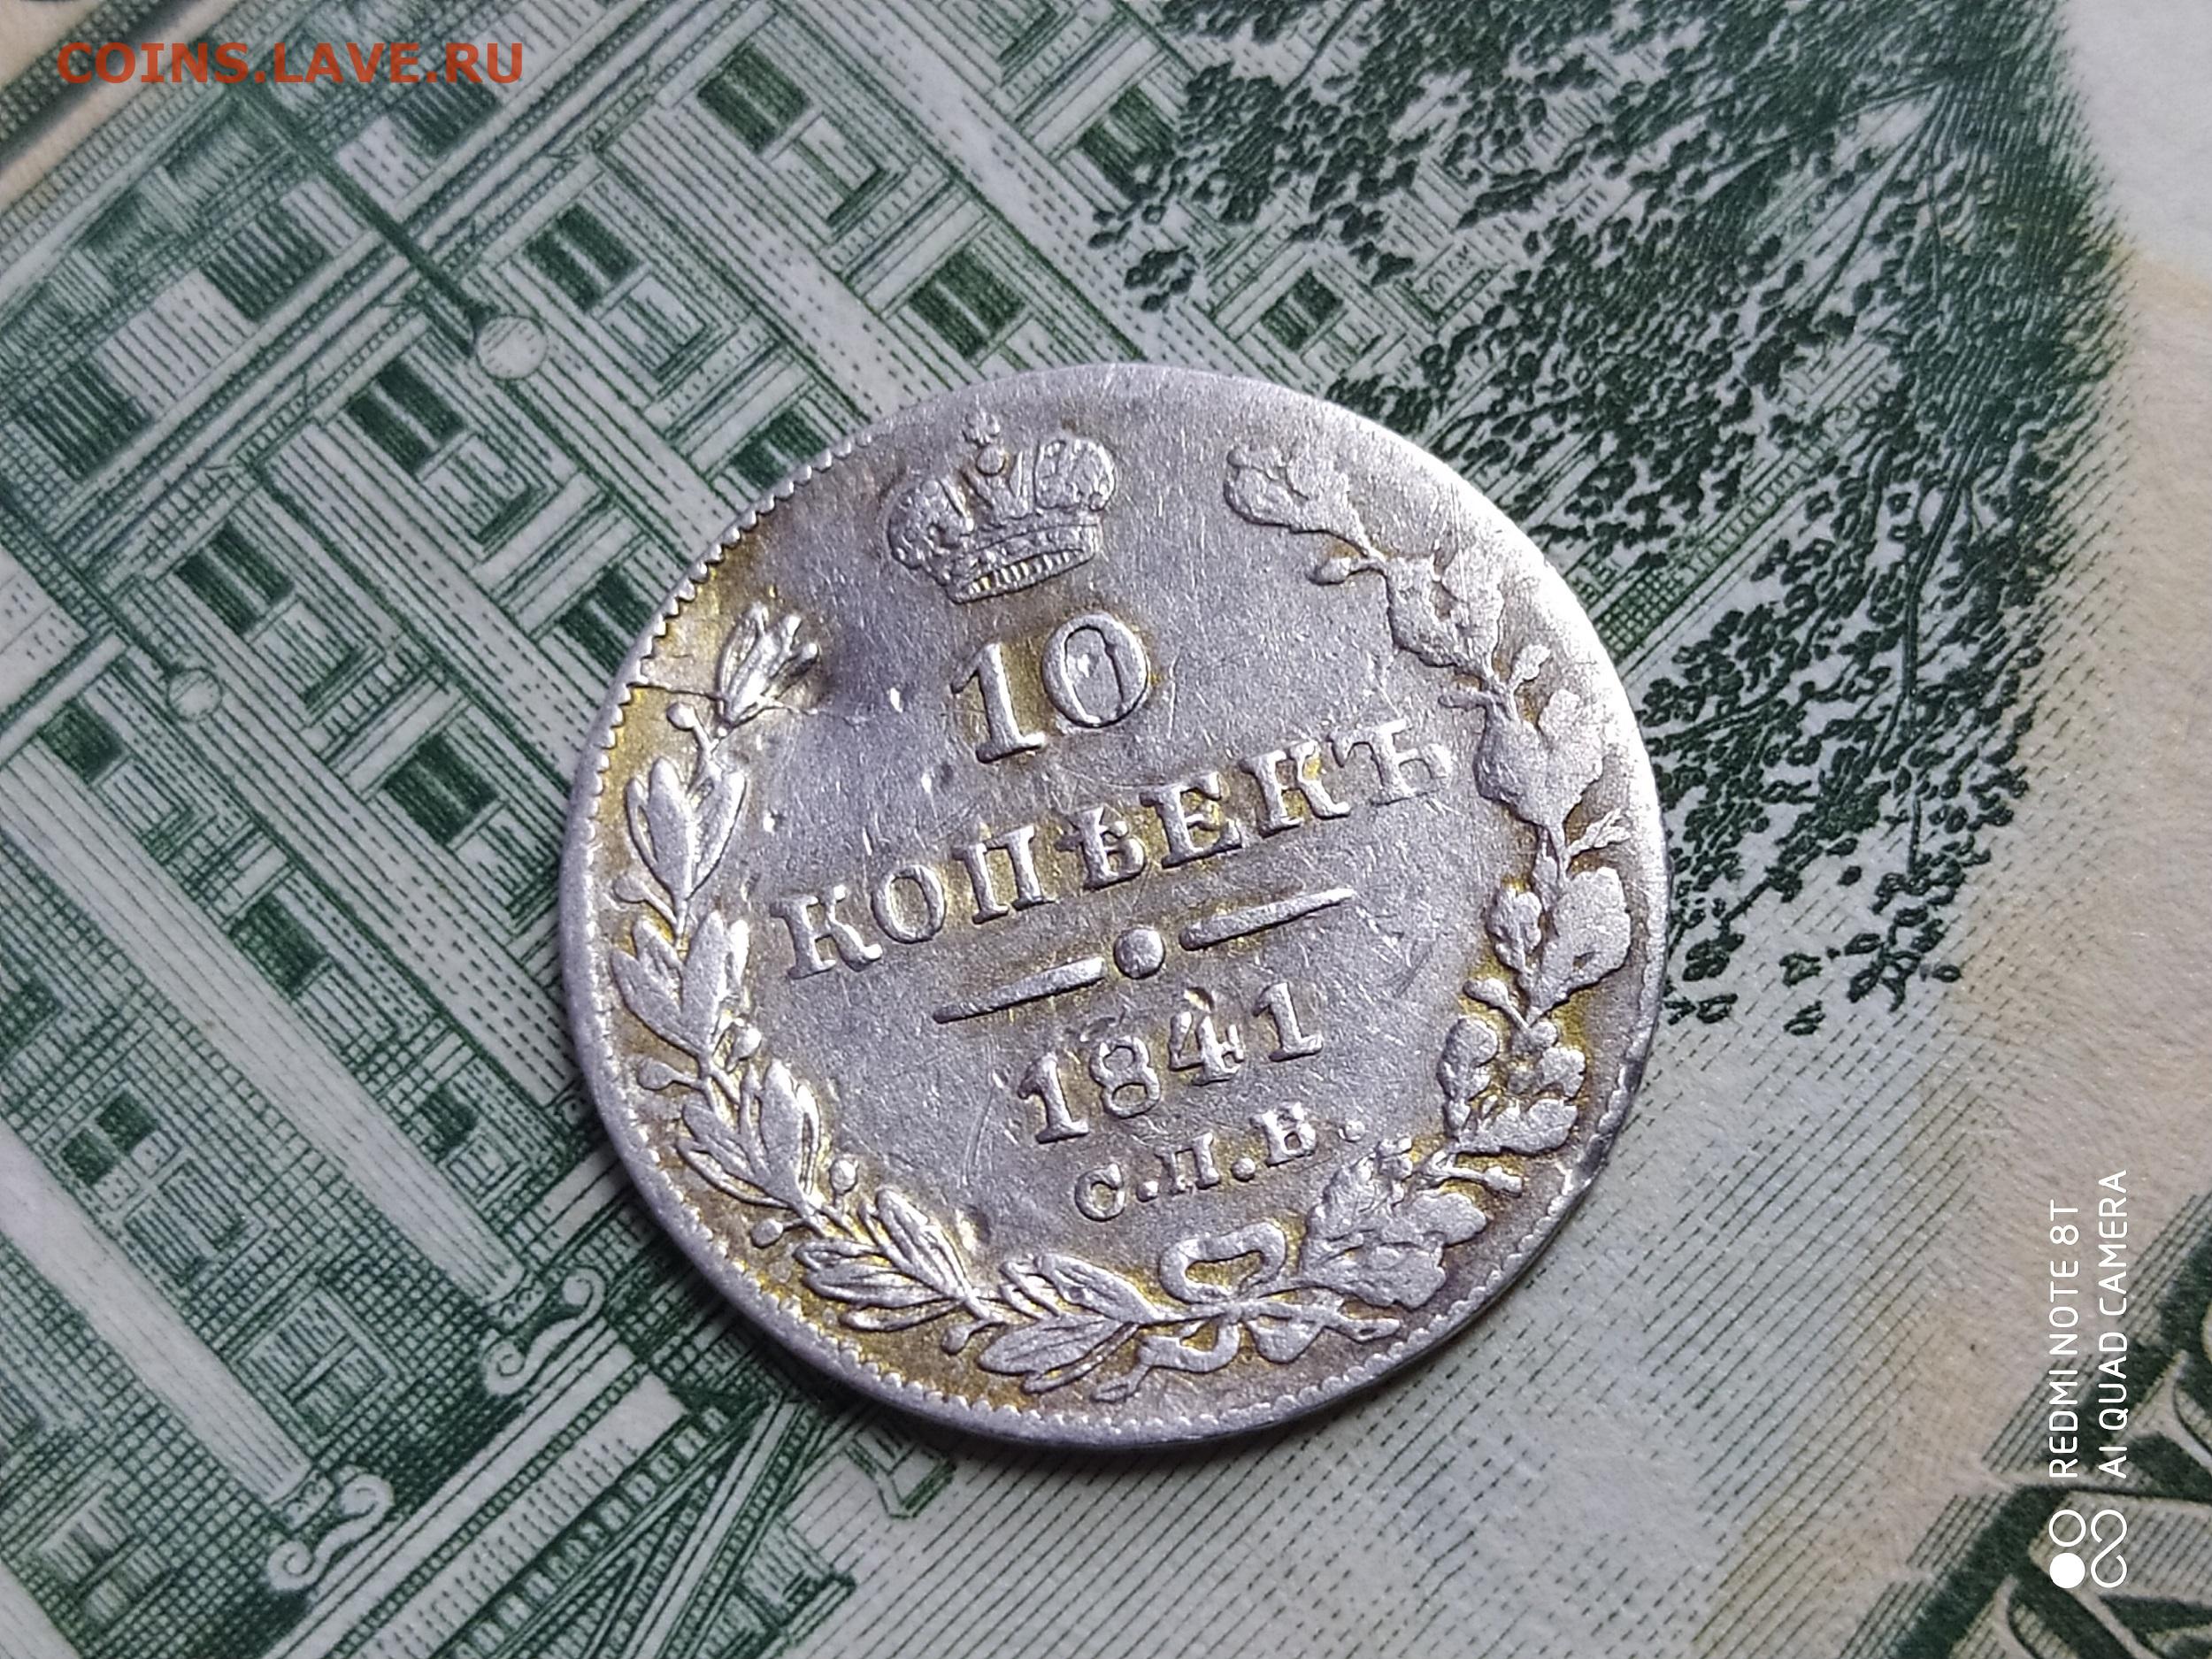 COINS.LAVE.RU
10
КОПѢЕКЪ
1841
С.П.Б.
REDMI NOTE 8T
AI QUAD CAMERA